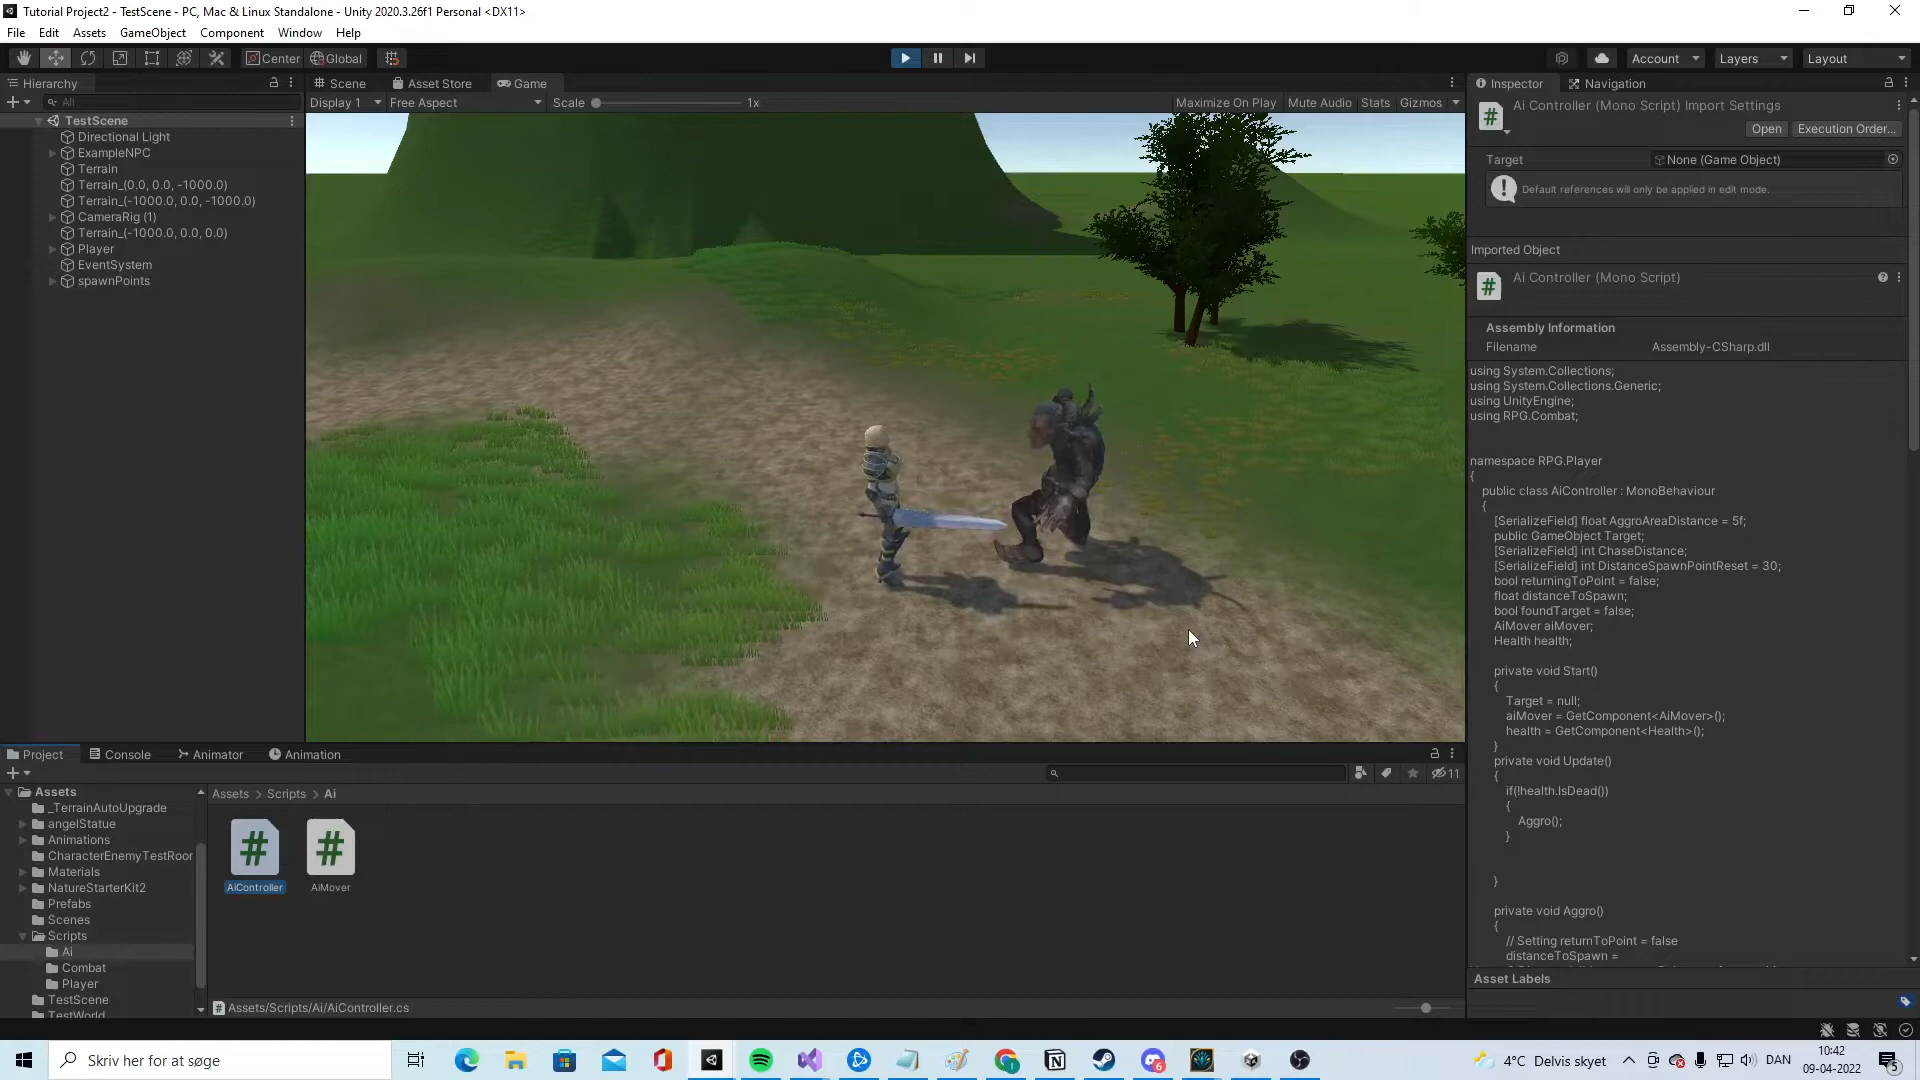 Tutorial Project2 - TestScene - PC, Mac & Linux Standalone - Unity 2020.3.26f1 Personal <DX11>
File Edit Assets GameObject Component Window Help
Center Global Account Layers Layout
Hierarchy Scene Asset Store Game Inspector Navigation
All Display 1 Free Aspect Scale 1x Maximize On Play Mute Audio Stats Gizmos
TestScene
Directional Light
ExampleNPC
Terrain
Terrain_(0.0, 0.0, -1000.0)
Terrain_(-1000.0, 0.0, -1000.0)
CameraRig (1)
Terrain_(-1000.0, 0.0, 0.0)
Player
EventSystem
spawnPoints
Ai Controller (Mono Script) Import Settings
Open Execution Order...
Target None (Game Object)
Default references will only be applied in edit mode.
Imported Object
Ai Controller (Mono Script)
Assembly Information
Filename Assembly-CSharp.dll
using System.Collections;
using System.Collections.Generic;
using UnityEngine;
using RPG.Combat;
namespace RPG.Player
{
public class AiController : MonoBehaviour
{
[SerializeField] float AggroAreaDistance = 5f;
public GameObject Target;
[SerializeField] int ChaseDistance;
[SerializeField] int DistanceSpawnPointReset = 30;
bool returningToPoint = false;
float distanceToSpawn;
bool foundTarget = false;
AiMover aiMover;
Health health;
private void Start()
{
Target = null;
aiMover = GetComponent<AiMover>();
health = GetComponent<Health>();
}
private void Update()
{
if(!health.IsDead())
{
Aggro();
}
}
private void Aggro()
{
// Setting returnToPoint = false
distanceToSpawn =
Asset Labels
Project Console Animator Animation
11
Assets
_TerrainAutoUpgrade
angelStatue
Animations
CharacterEnemyTestRoor
Materials
NatureStarterKit2
Prefabs
Scenes
Scripts
Ai
Combat
Player
TestScene
TestWorld
Assets > Scripts > Ai
AiController AiMover
Assets/Scripts/Ai/AiController.cs
Skriv her for at søge
6
4°C Delvis skyet
DAN
10:42
09-04-2022
5